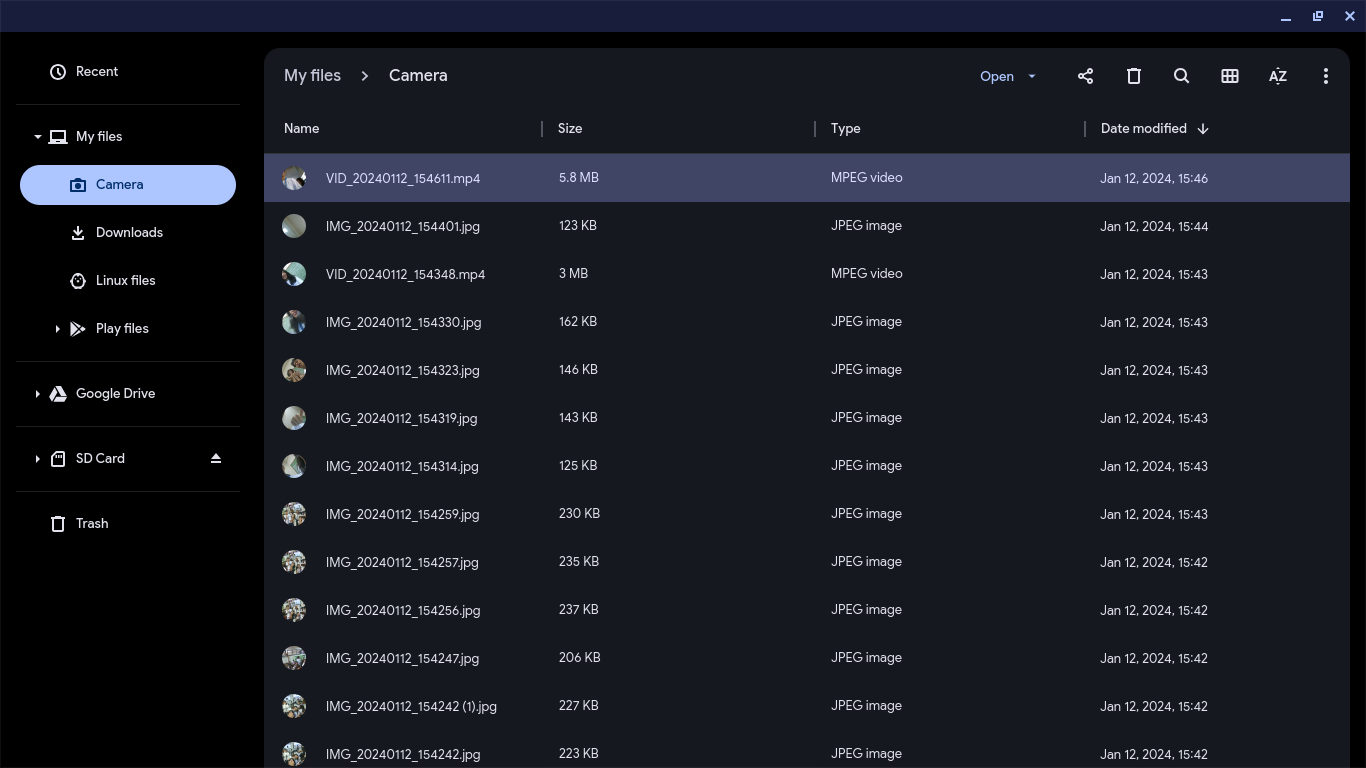 Recent
My files
Camera
Downloads
Linux files
Play files
Google Drive
SD Card
Trash
My files Camera Open AZ
Name Size Type Date modified
VID_20240112_154611.mp4 5.8 MB MPEG video Jan 12, 2024, 15:46
IMG_20240112_154401.jpg 123 KB JPEG image Jan 12, 2024, 15:44
VID_20240112_154348.mp4 3 MB MPEG video Jan 12, 2024, 15:43
IMG_20240112_154330.jpg 162 KB JPEG image Jan 12, 2024, 15:43
IMG_20240112_154323.jpg 146 KB JPEG image Jan 12, 2024, 15:43
IMG_20240112_154319.jpg 143 KB JPEG image Jan 12, 2024, 15:43
IMG_20240112_154314.jpg 125 KB JPEG image Jan 12, 2024, 15:43
IMG_20240112_154259.jpg 230 KB JPEG image Jan 12, 2024, 15:43
IMG_20240112_154257.jpg 235 KB JPEG image Jan 12, 2024, 15:42
IMG_20240112_154256.jpg 237 KB JPEG image Jan 12, 2024, 15:42
IMG_20240112_154247.jpg 206 KB JPEG image Jan 12, 2024, 15:42
IMG_20240112_154242 (1).jpg 227 KB JPEG image Jan 12, 2024, 15:42
IMG_20240112_154242.jpg 223 KB JPEG image Jan 12, 2024, 15:42